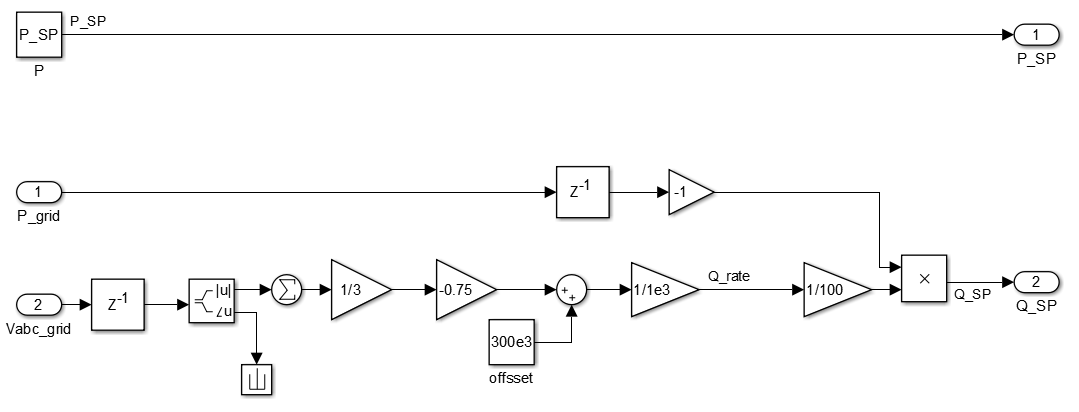 P_SP
P_SP
P
1
P_SP
1
P_grid
Z-1
-1
2
Vabc_grid
Z-1
|u|
∠u
Σ
1/3
-0.75
+
+
300e3
offsset
1/1e3
Q_rate
1/100
×
Q_SP
2
Q_SP